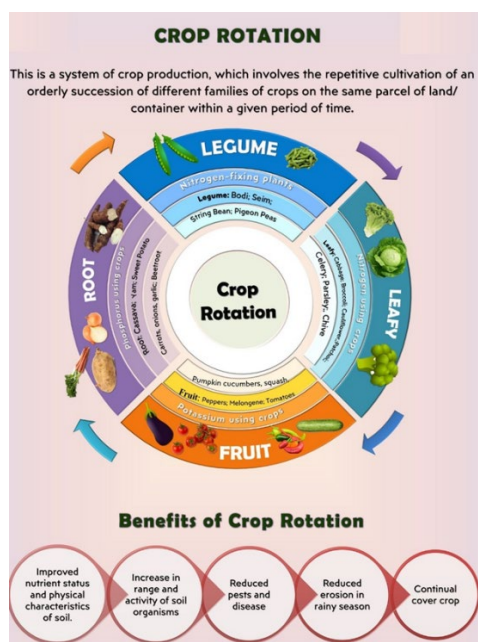 CROP ROTATION
This is a system of crop production, which involves the repetitive cultivation of an
orderly succession of different families of crops on the same parcel of land/
container within a given period of time.
LEGUME
Nitrogen-fixing plants
Legume: Bodi; Seim;
String Bean; Pigeon Peas
LEAFY
Nitrogen using crops
Leafy: Cabbage; Broccoli; Cauliflower;
Celery; Parsley; Chive
FRUIT
Potassium using crops
Fruit: Peppers; Melongene; Tomatoes
Pumpkin cucumbers, squash
ROOT
Phosphorus using crops
Root: Cassava; Yam; Sweet Potato
Carrots, onions, garlic; Beetroot
Crop
Rotation
Benefits of Crop Rotation
Improved
nutrient status
and physical
characteristics
of soil.
Increase in
range and
activity of soil
organisms
Reduced
pests and
disease
Reduced
erosion in
rainy season
Continual
cover crop